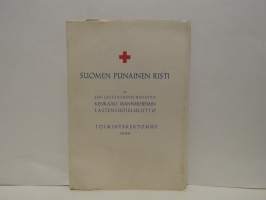 SUOMEN PUNAINEN RISTI
KENRAALI MANNERHEIMIN
LASTENSUOJELULIITTO
TOIMINTAKERTOMUS